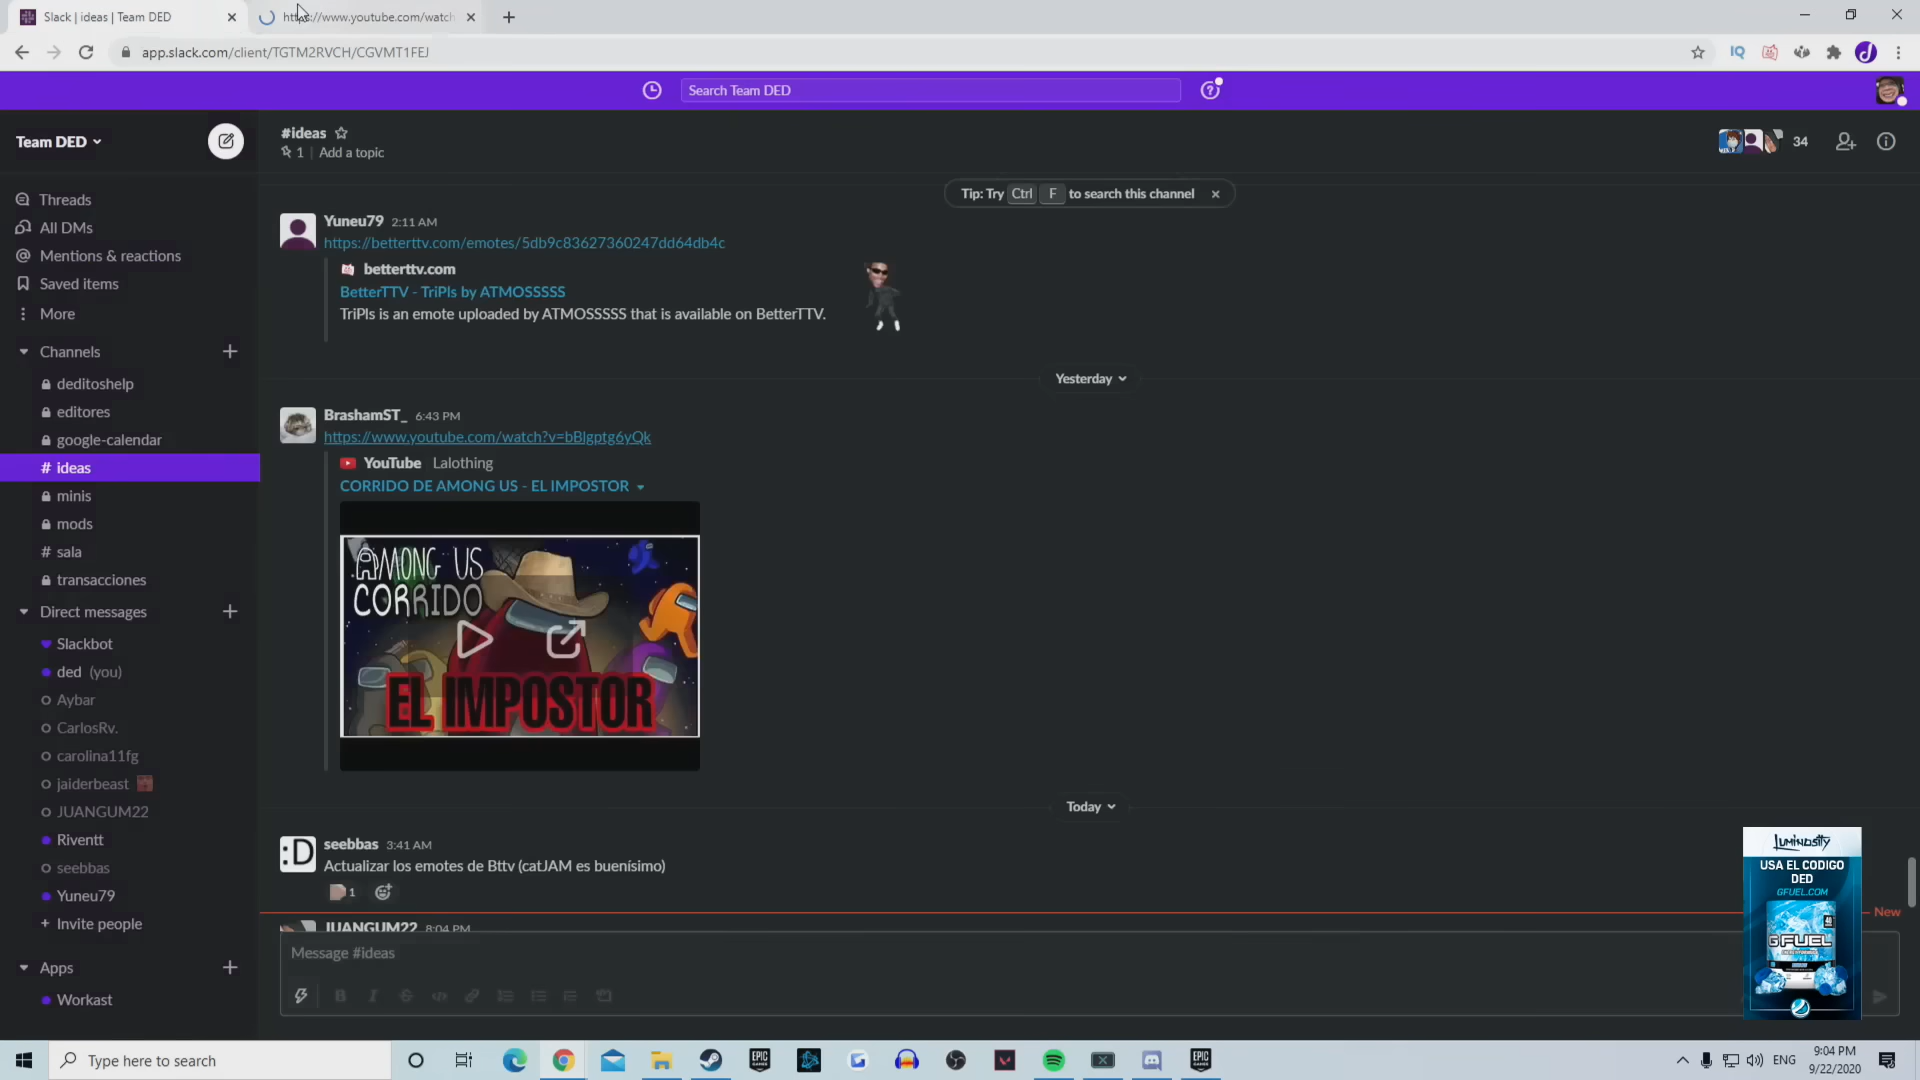 Slack | ideas | Team DED
https://www.youtube.com/watch
app.slack.com/client/TGTM2RVCH/CGVMT1FEJ
Search Team DED
Team DED
#ideas
1 | Add a topic
34
Tip: Try Ctrl F to search this channel
Threads
All DMs
Mentions & reactions
Saved items
More
Channels
deditoshelp
editores
google-calendar
# ideas
minis
mods
# sala
transacciones
Direct messages
Slackbot
ded (you)
Aybar
CarlosRv.
carolina11fg
jaiderbeast
JUANGUM22
Riventt
seebbas
Yuneu79
+ Invite people
Apps
Workast
Yuneu79 2:11 AM
https://betterttv.com/emotes/5db9c83627360247dd64db4c
betterttv.com
BetterTTV - TriPls by ATMOSSSSS
TriPls is an emote uploaded by ATMOSSSSS that is available on BetterTTV.
Yesterday
BrashamST_ 6:43 PM
https://www.youtube.com/watch?v=bBlgptg6yQk
YouTube Lalothing
CORRIDO DE AMONG US - EL IMPOSTOR
AMONG US
CORRIDO
EL IMPOSTOR
Today
:D
seebbas 3:41 AM
Actualizar los emotes de Bttv (catJAM es buenísimo)
1
New
JUANGUM22 8:04 PM
Message #ideas
LUMINOSITY
USA EL CODIGO
DED
GFUEL.COM
GFUEL
Type here to search
EPIC
GAMES
EPIC
GAMES
ENG
9:04 PM
9/22/2020